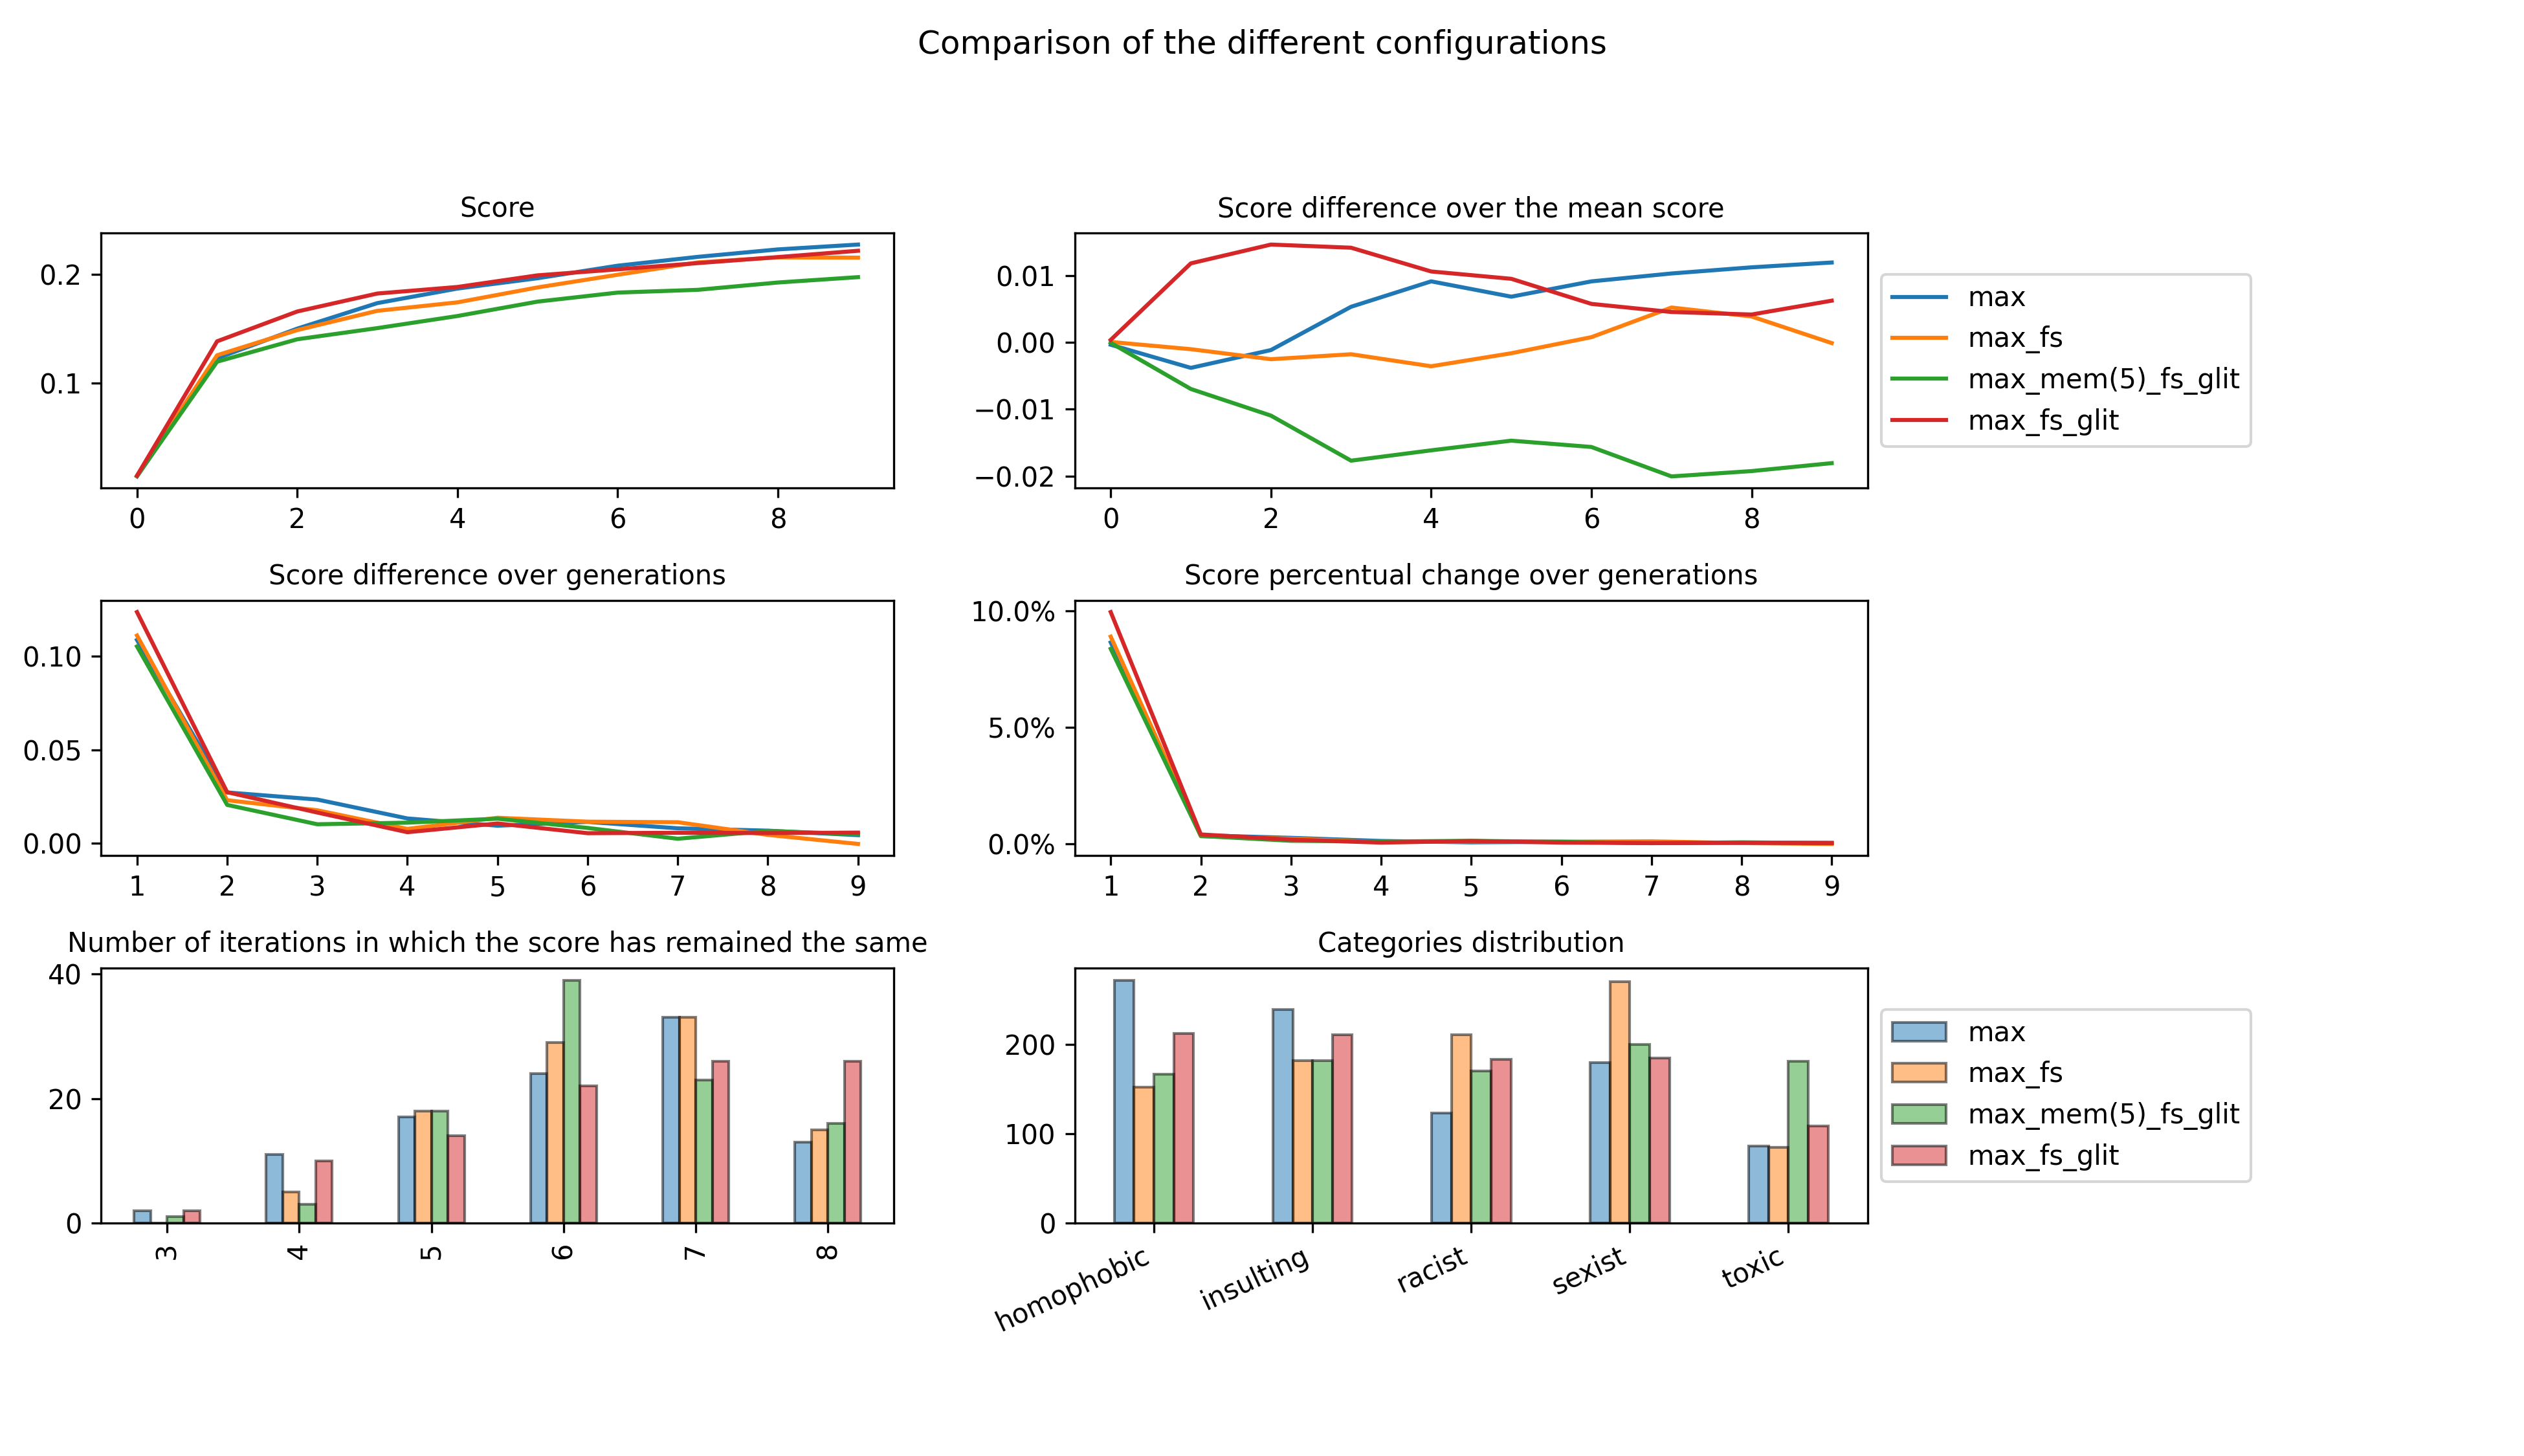 Comparison of the different configurations
Score
0.2
0.1
0
2
4
6
8
Score difference over the mean score
0.01
0.00
−0.01
−0.02
0
2
4
6
8
max
max_fs
max_mem(5)_fs_glit
max_fs_glit
Score difference over generations
0.10
0.05
0.00
1
2
3
4
5
6
7
8
9
Score percentual change over generations
10.0%
5.0%
0.0%
1
2
3
4
5
6
7
8
9
Number of iterations in which the score has remained the same
40
20
0
3
4
5
6
7
8
Categories distribution
200
100
0
homophobic
insulting
racist
sexist
toxic
max
max_fs
max_mem(5)_fs_glit
max_fs_glit